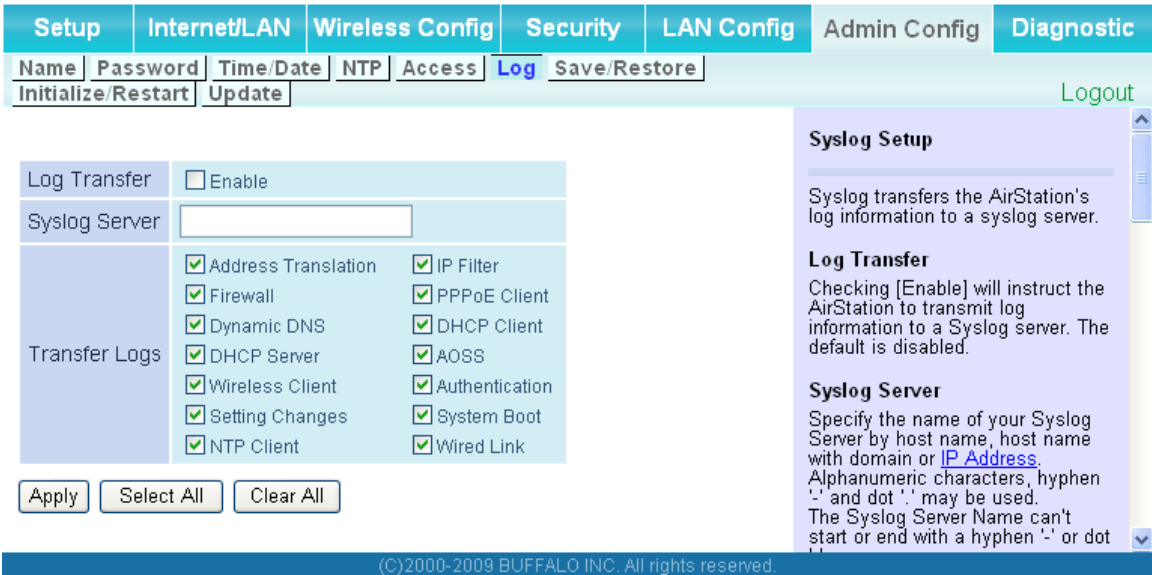 Setup Internet/LAN Wireless Config Security LAN Config Admin Config Diagnostic
Name Password Time/Date NTP Access Log Save/Restore
Initialize/Restart Update
Logout
Log Transfer Enable
Syslog Server
Transfer Logs
Address Translation IP Filter
Firewall PPPoE Client
Dynamic DNS DHCP Client
DHCP Server AOSS
Wireless Client Authentication
Setting Changes System Boot
NTP Client Wired Link
Apply Select All Clear All
Syslog Setup
Syslog transfers the AirStation's
log information to a syslog server.
Log Transfer
Checking [Enable] will instruct the
AirStation to transmit log
information to a Syslog server. The
default is disabled.
Syslog Server
Specify the name of your Syslog
Server by host name, host name
with domain or IP Address.
Alphanumeric characters, hyphen
'-' and dot '.' may be used.
The Syslog Server Name can't
start or end with a hyphen '-' or dot
(C)2000-2009 BUFFALO INC. All rights reserved.